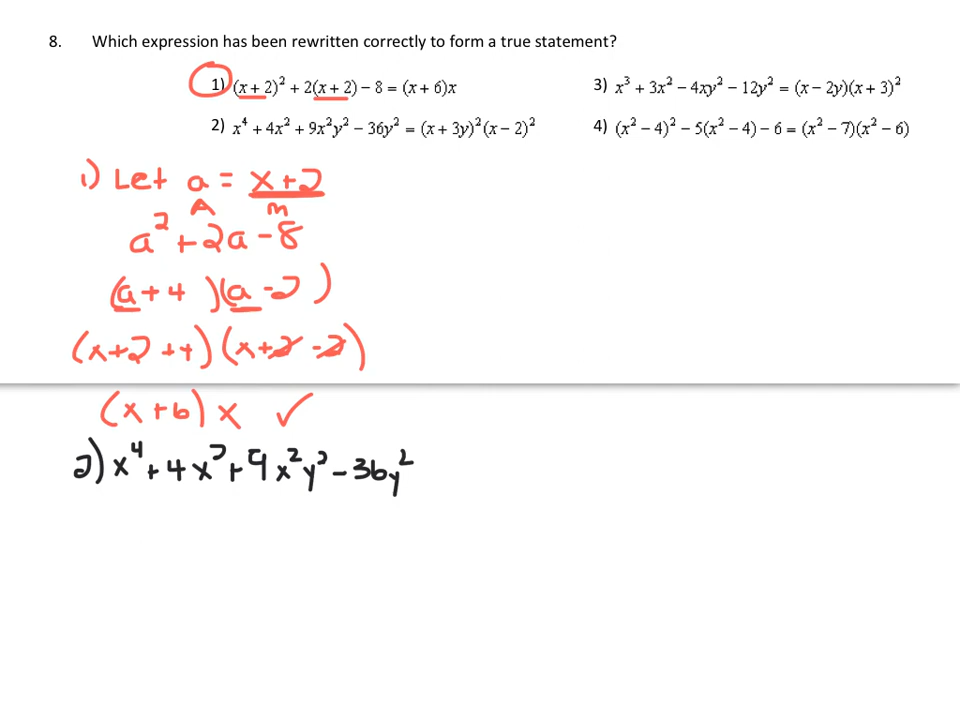 8. Which expression has been rewritten correctly to form a true statement?
1) (x + 2)² + 2(x + 2) − 8 = (x + 6)x
3) x³ + 3x² − 4xy² − 12y² = (x − 2y)(x + 3)²
2) x⁴ + 4x² + 9x²y² − 36y² = (x + 3y)²(x − 2)²
4) (x² − 4)² − 5(x² − 4) − 6 = (x² − 7)(x² − 6)
1) Let a = x+2
A m
a² + 2a − 8
(a + 4 )(a − 2 )
(x+2 +4) (x+2 −2)
(x + 6) x ✓
2) x⁴ + 4x² + 9x²y² − 36y²